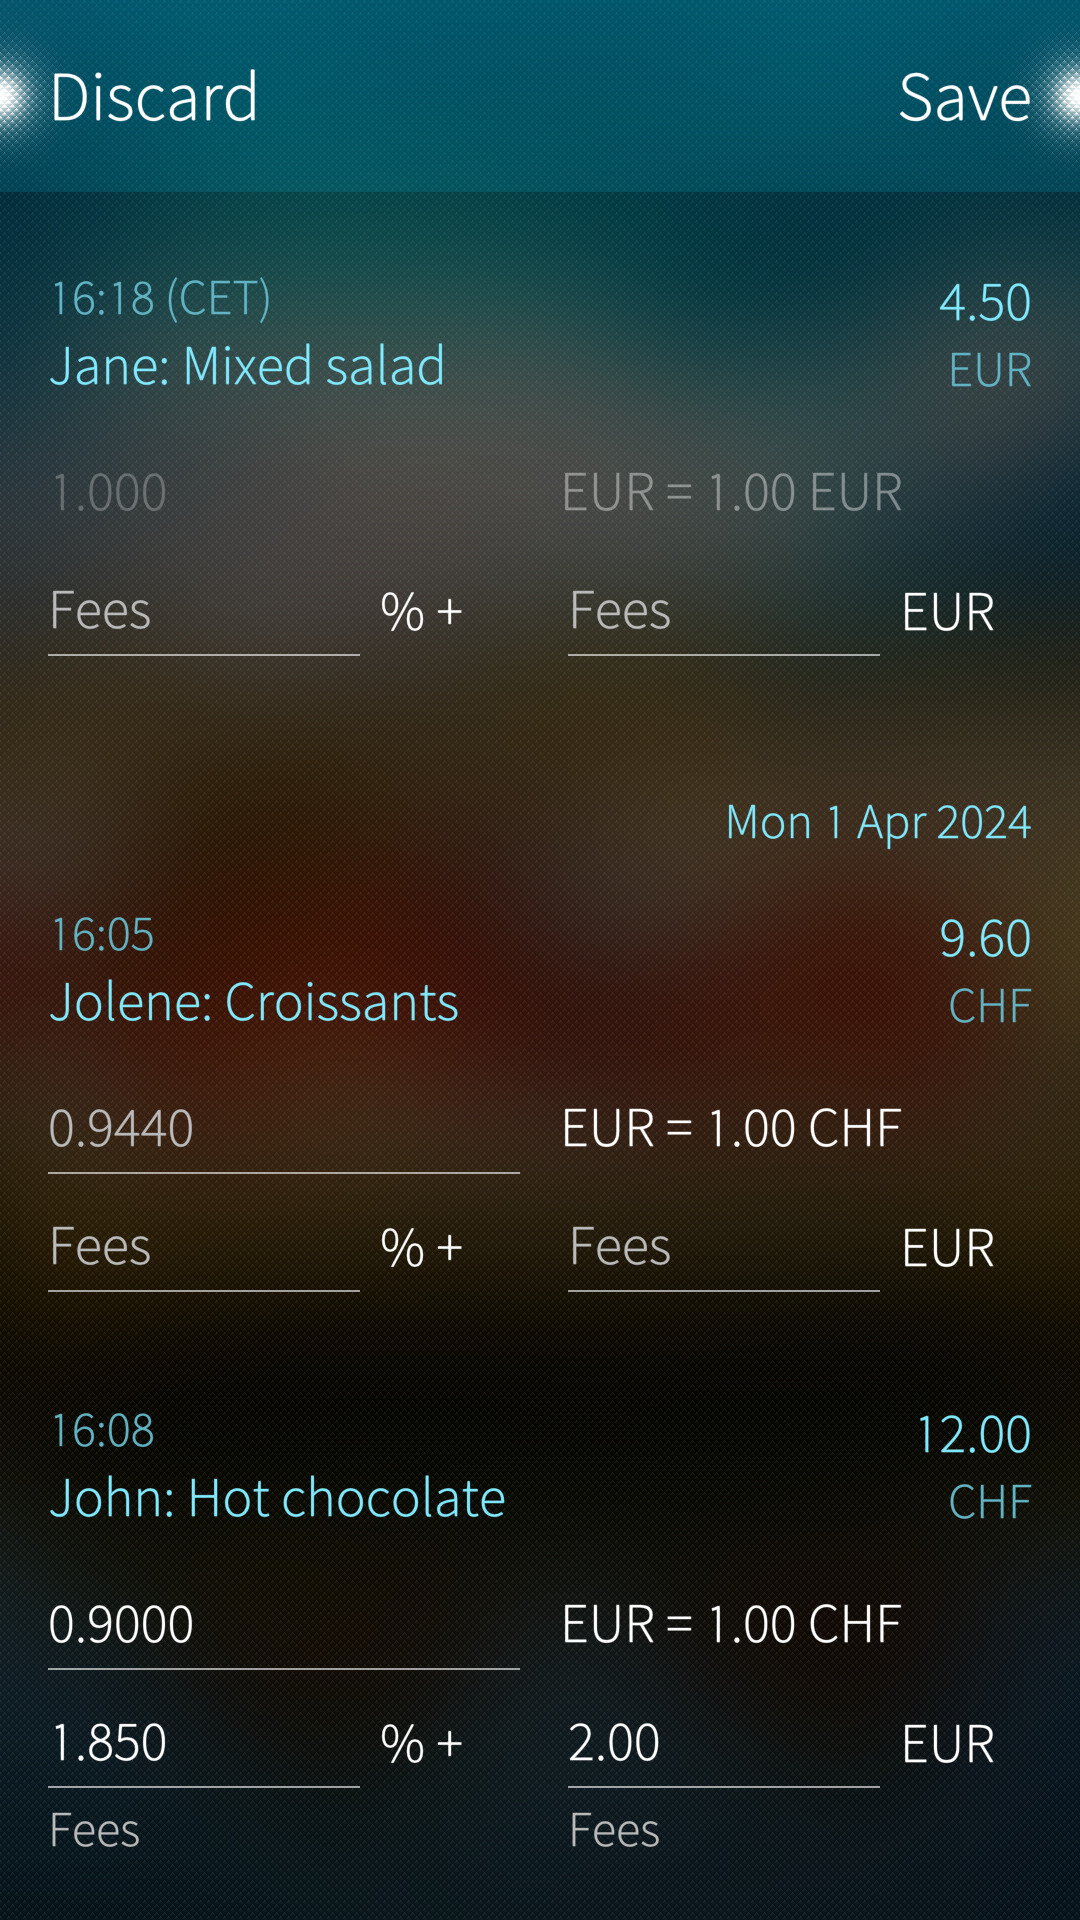 Discard Save
16:18 (CET) 4.50
Jane: Mixed salad EUR
1.000 EUR = 1.00 EUR
Fees % + Fees EUR
Mon 1 Apr 2024
16:05 9.60
Jolene: Croissants CHF
0.9440 EUR = 1.00 CHF
Fees % + Fees EUR
16:08 12.00
John: Hot chocolate CHF
0.9000 EUR = 1.00 CHF
1.850 % + 2.00 EUR
Fees Fees